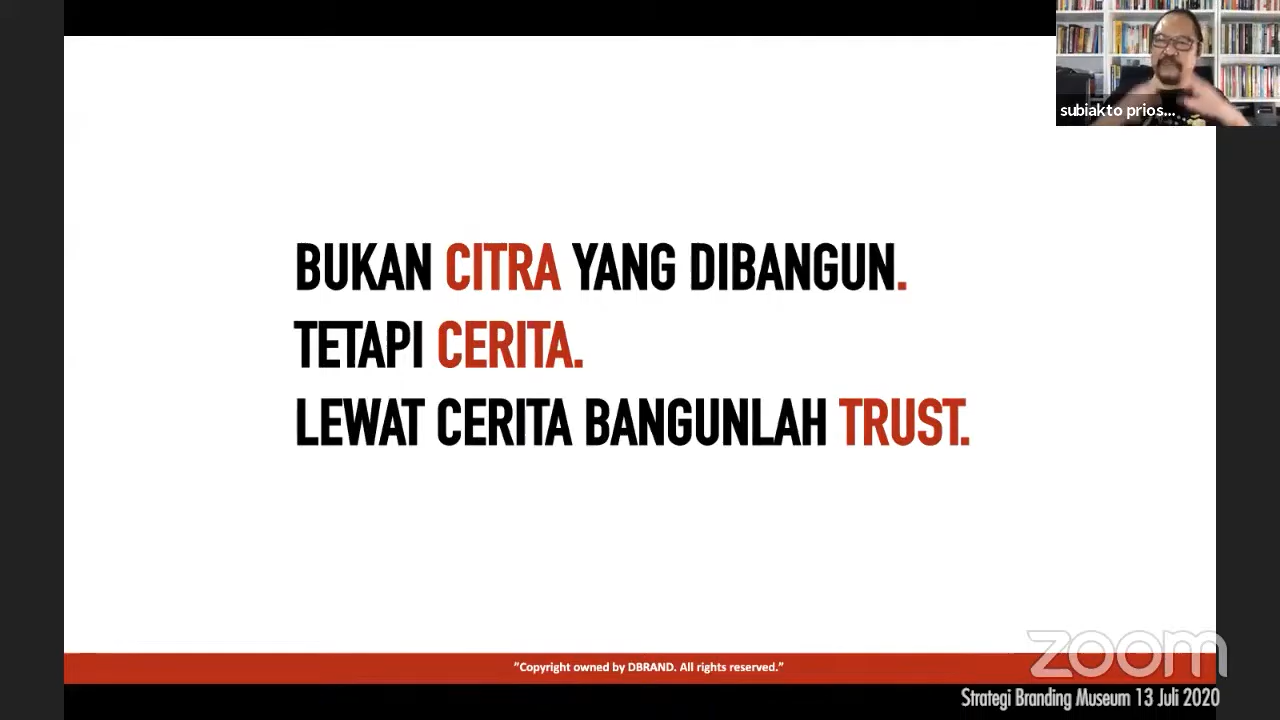 subiakto prios...
BUKAN CITRA YANG DIBANGUN.
TETAPI CERITA.
LEWAT CERITA BANGUNLAH TRUST.
"Copyright owned by DBRAND. All rights reserved."
zoom
Strategi Branding Museum 13 Juli 2020